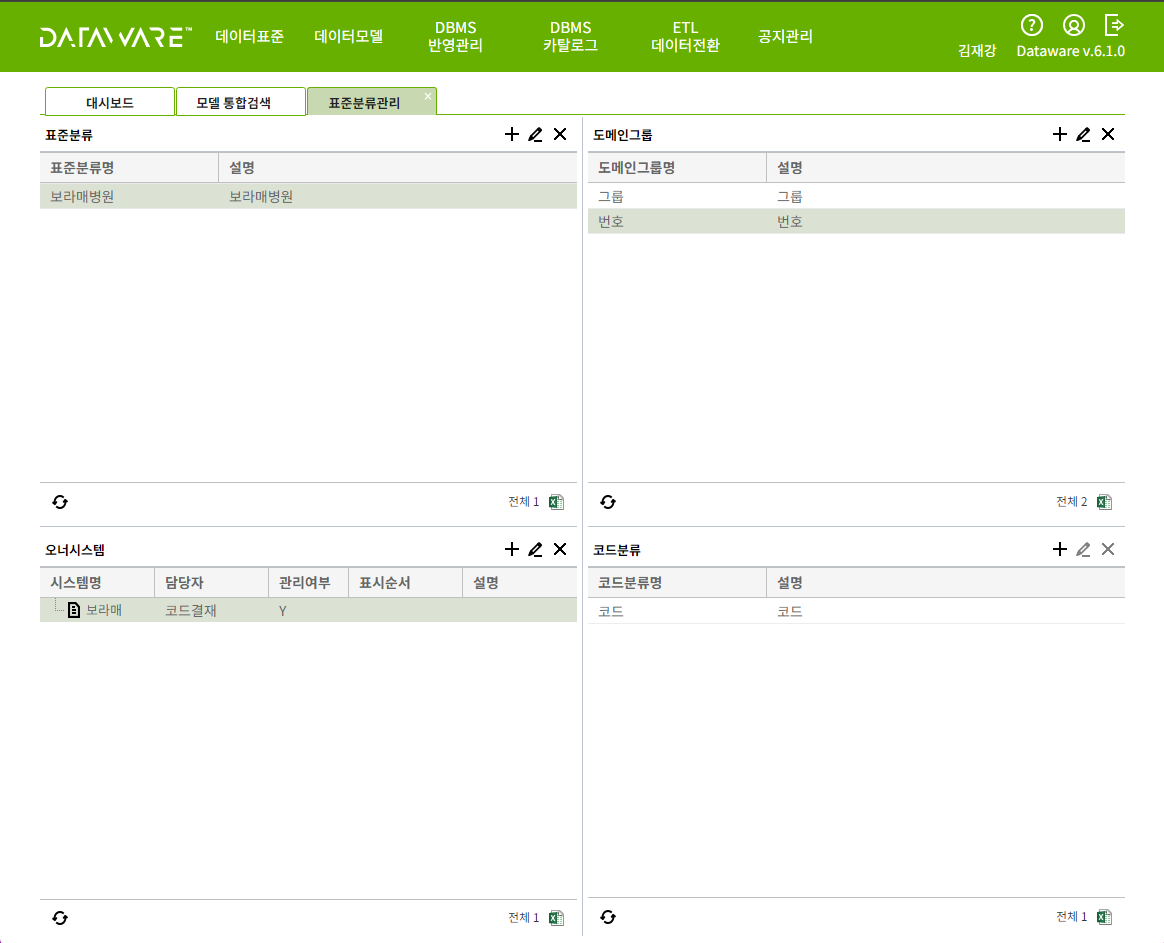 DATAWARE™
데이터표준
데이터모델
DBMS
반영관리
DBMS
카탈로그
ETL
데이터전환
공지관리
김재강
Dataware v.6.1.0
대시보드
모델 통합검색
표준분류관리
표준분류
표준분류명 설명
보라매병원 보라매병원
전체 1
도메인그룹
도메인그룹명 설명
그룹 그룹
번호 번호
전체 2
오너시스템
시스템명 담당자 관리여부 표시순서 설명
보라매 코드결재 Y
전체 1
코드분류
코드분류명 설명
코드 코드
전체 1